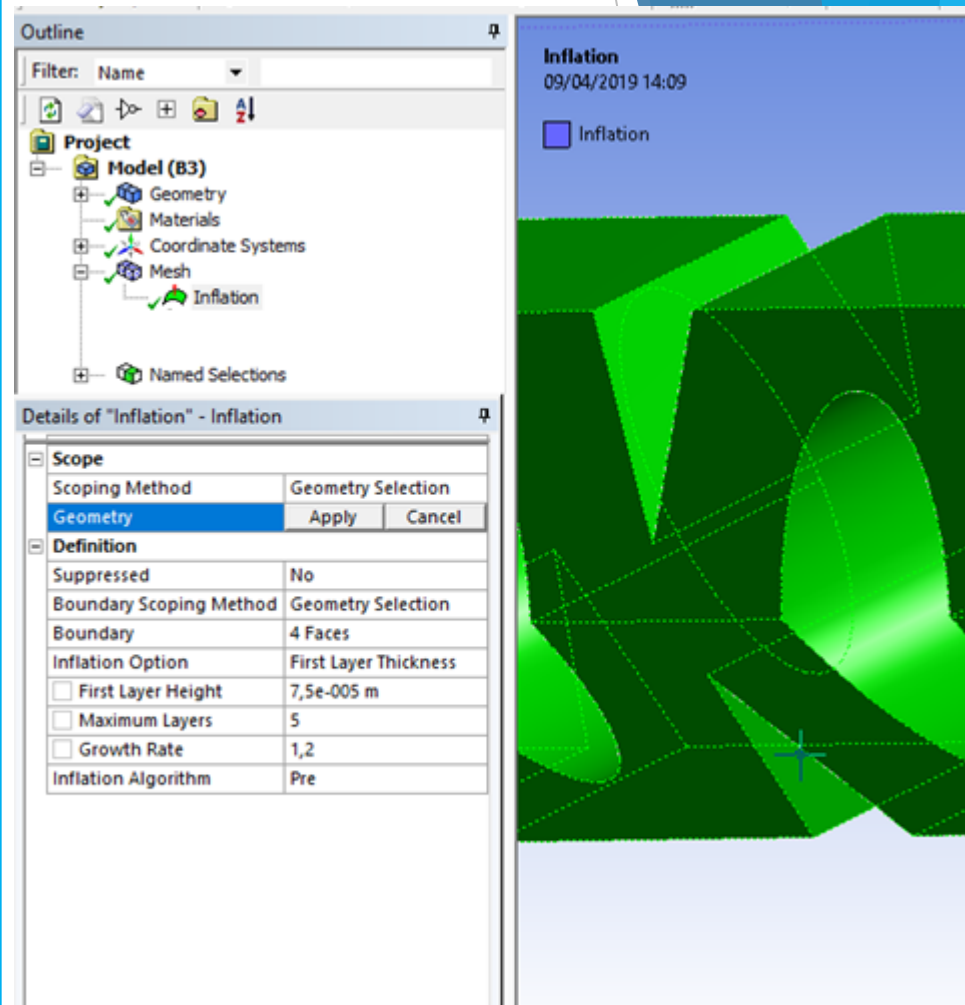 Outline
Filter: Name
Project
Model (B3)
Geometry
Materials
Coordinate Systems
Mesh
Inflation
Named Selections
Details of "Inflation" - Inflation
Scope
Scoping Method Geometry Selection
Geometry Apply Cancel
Definition
Suppressed No
Boundary Scoping Method Geometry Selection
Boundary 4 Faces
Inflation Option First Layer Thickness
First Layer Height 7,5e-005 m
Maximum Layers 5
Growth Rate 1,2
Inflation Algorithm Pre
Inflation
09/04/2019 14:09
Inflation